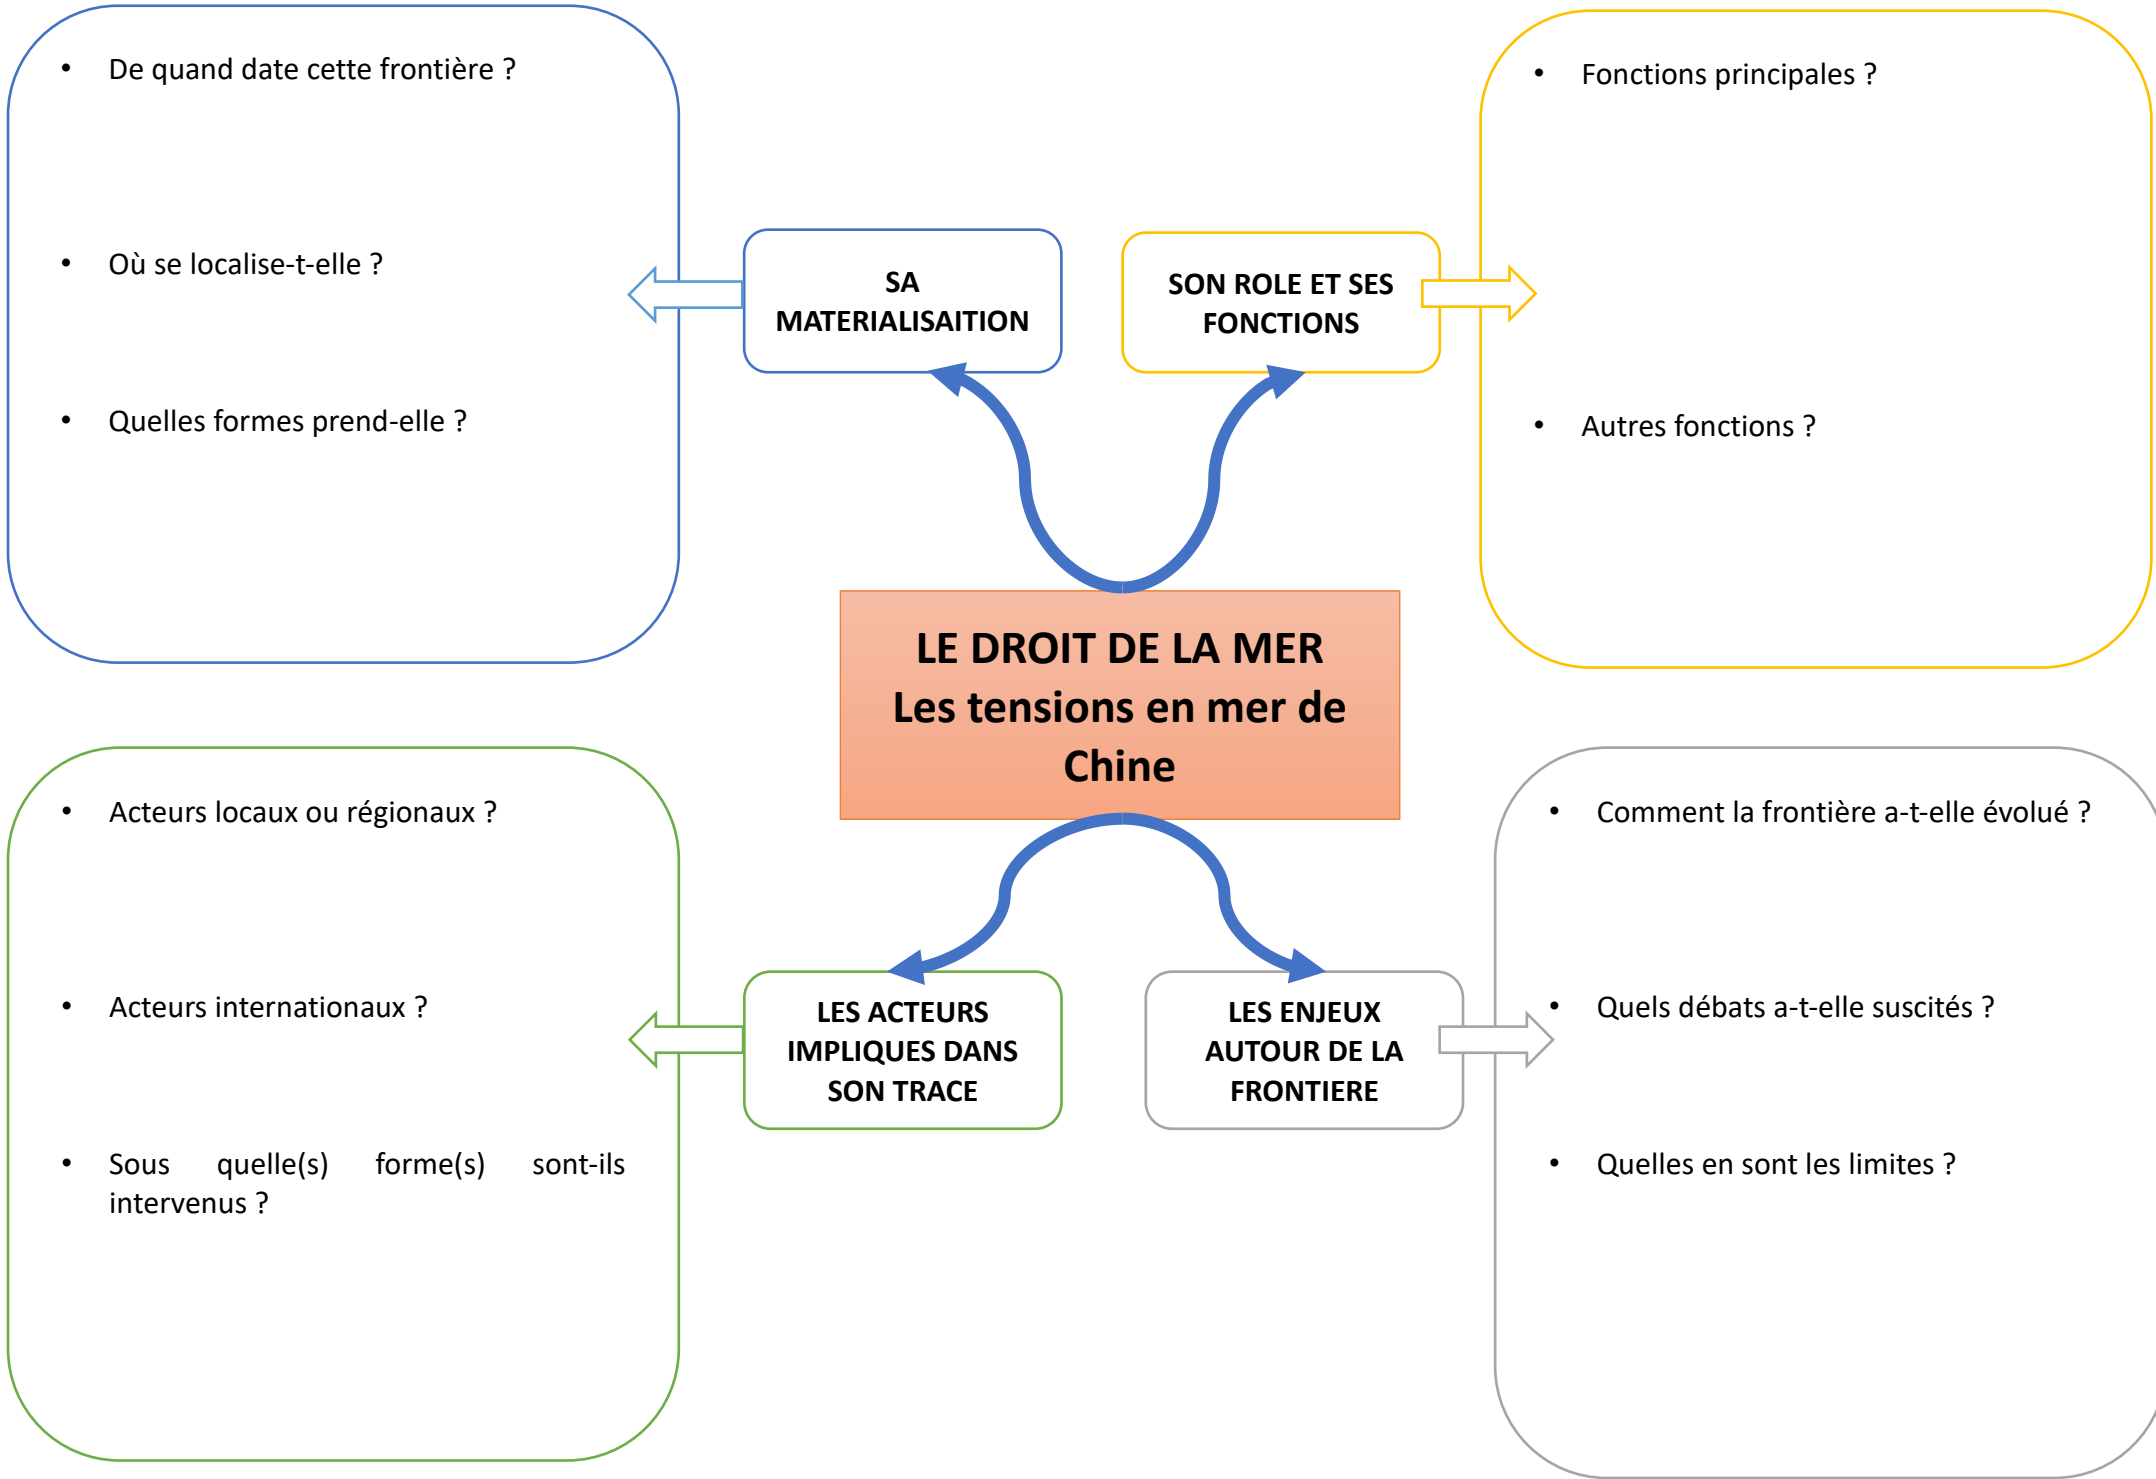 • De quand date cette frontière ?
• Où se localise-t-elle ?
• Quelles formes prend-elle ?
SA
MATERIALISAITION
SON ROLE ET SES
FONCTIONS
• Fonctions principales ?
• Autres fonctions ?
LE DROIT DE LA MER
Les tensions en mer de
Chine
• Acteurs locaux ou régionaux ?
• Acteurs internationaux ?
• Sous quelle(s) forme(s) sont-ils
intervenus ?
LES ACTEURS
IMPLIQUES DANS
SON TRACE
LES ENJEUX
AUTOUR DE LA
FRONTIERE
• Comment la frontière a-t-elle évolué ?
• Quels débats a-t-elle suscités ?
• Quelles en sont les limites ?